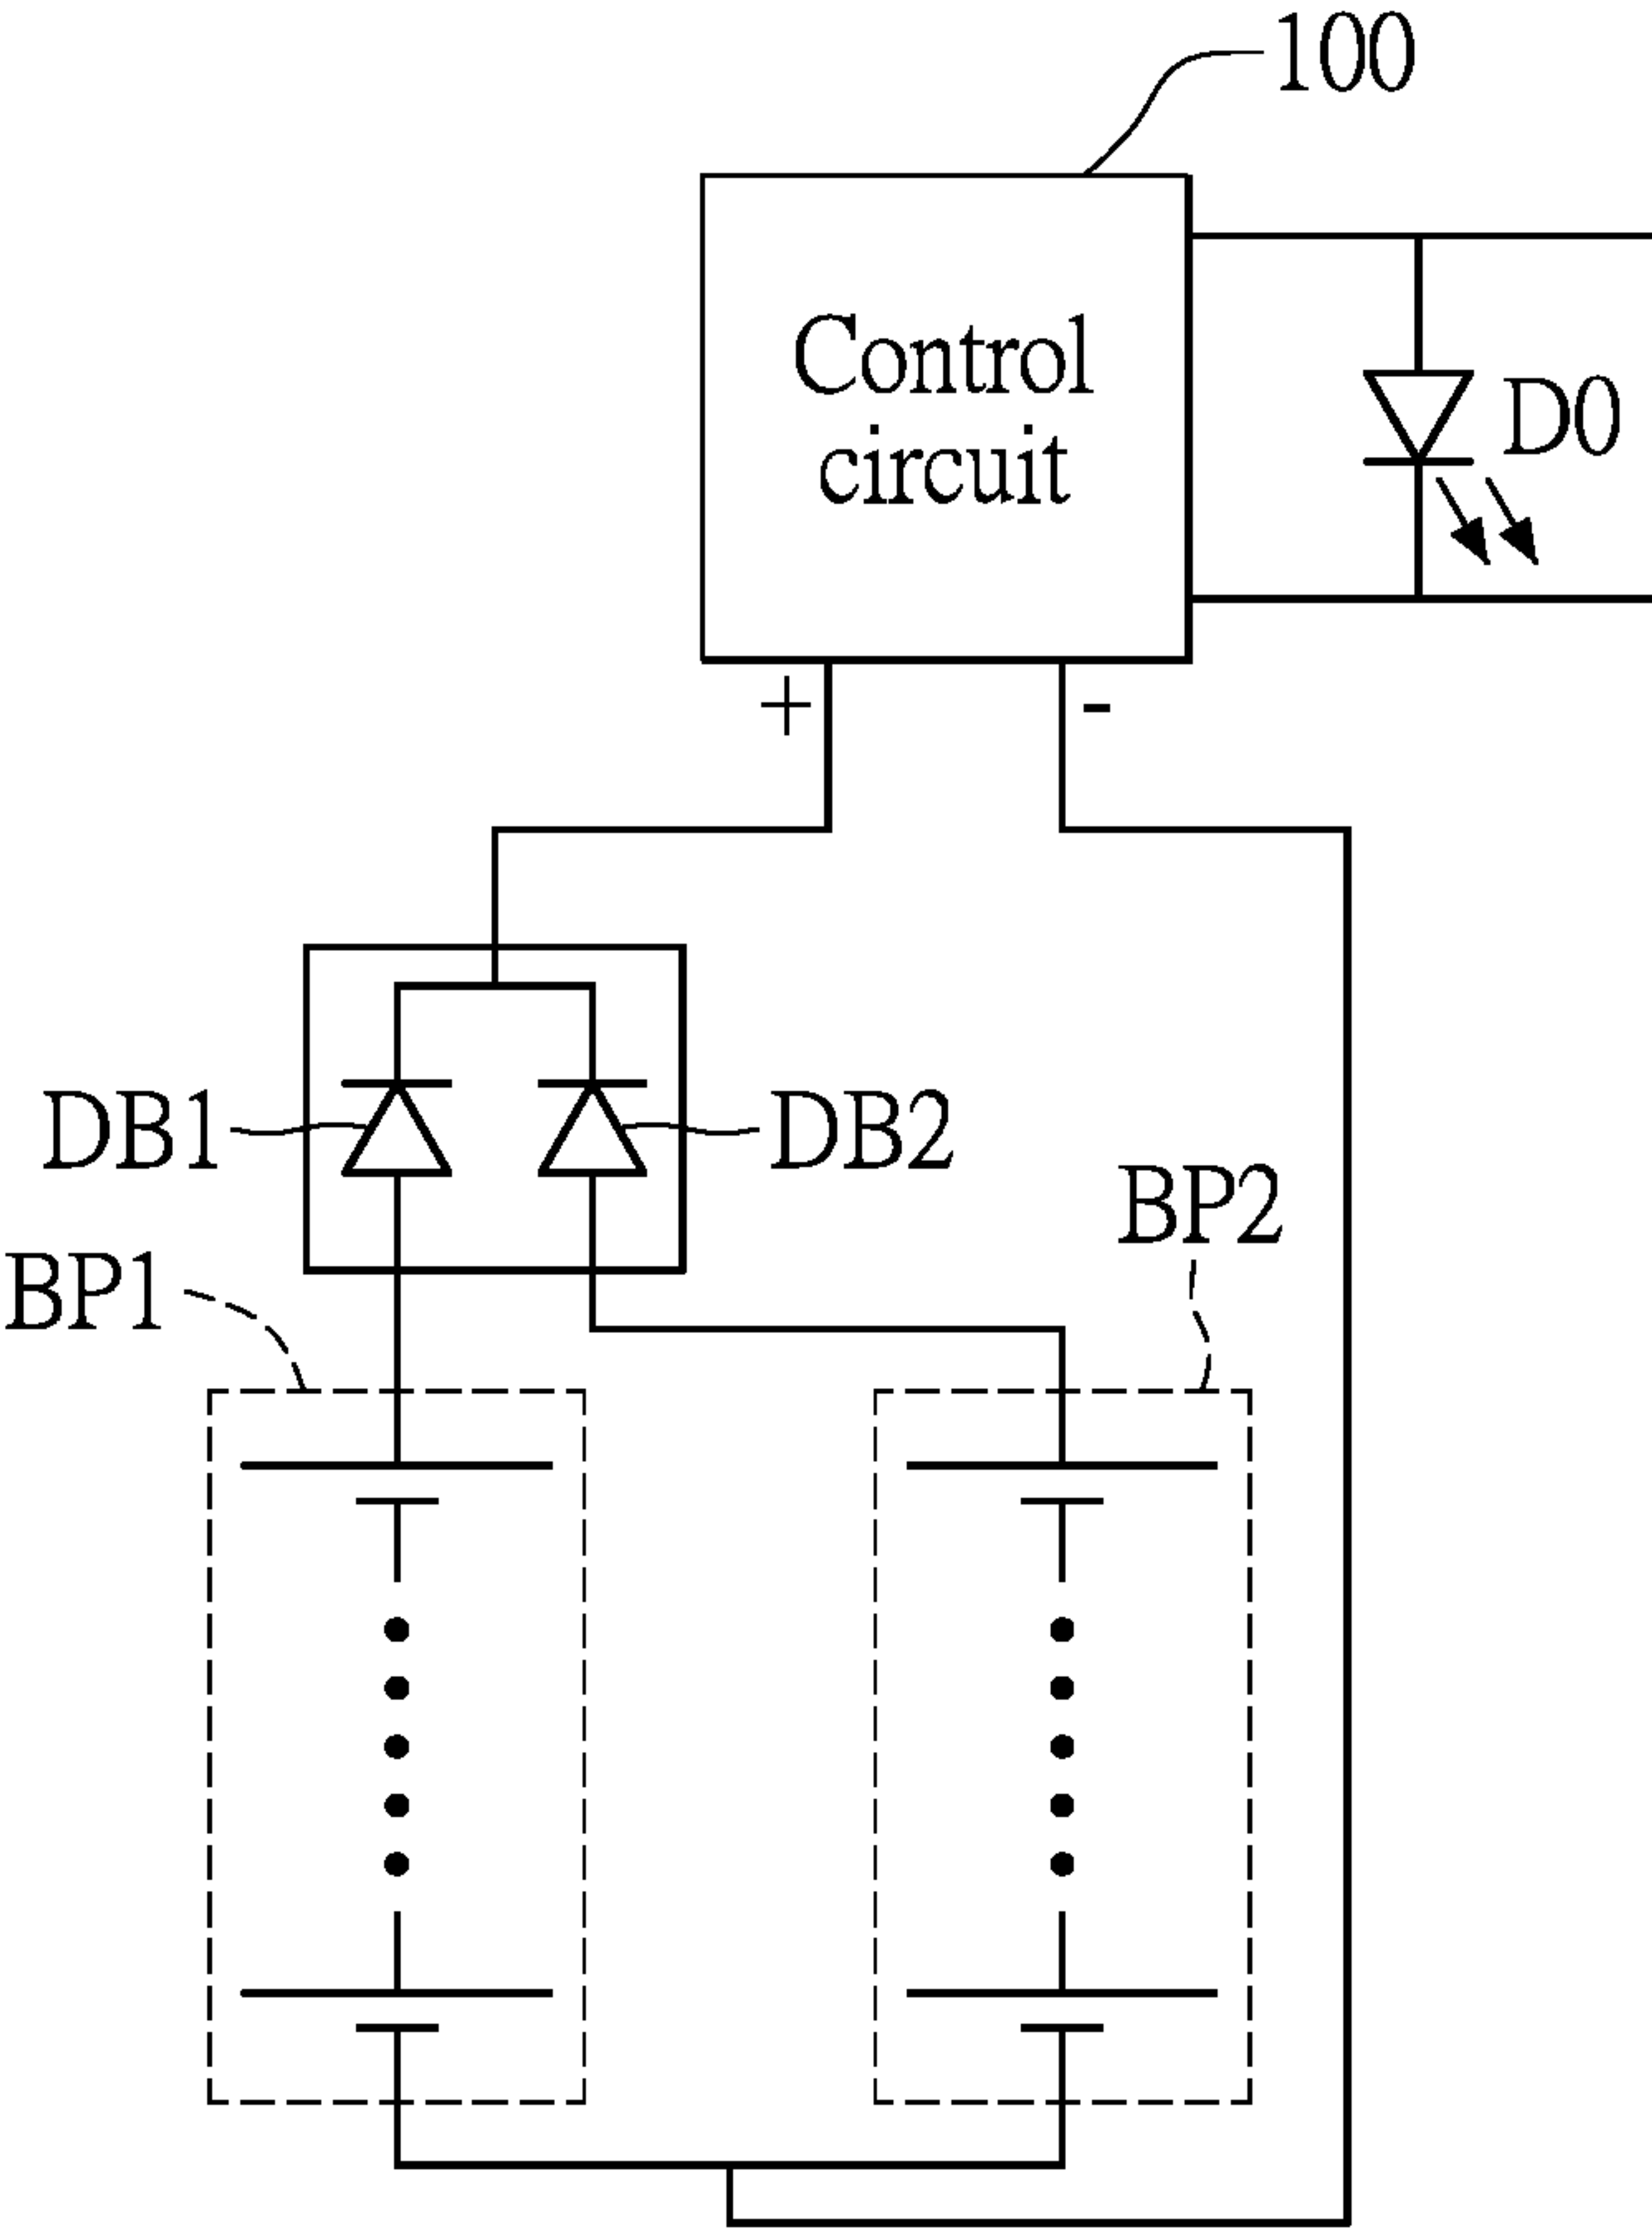 100
Control
circuit
D0
+
-
DB1
DB2
BP2
BP1